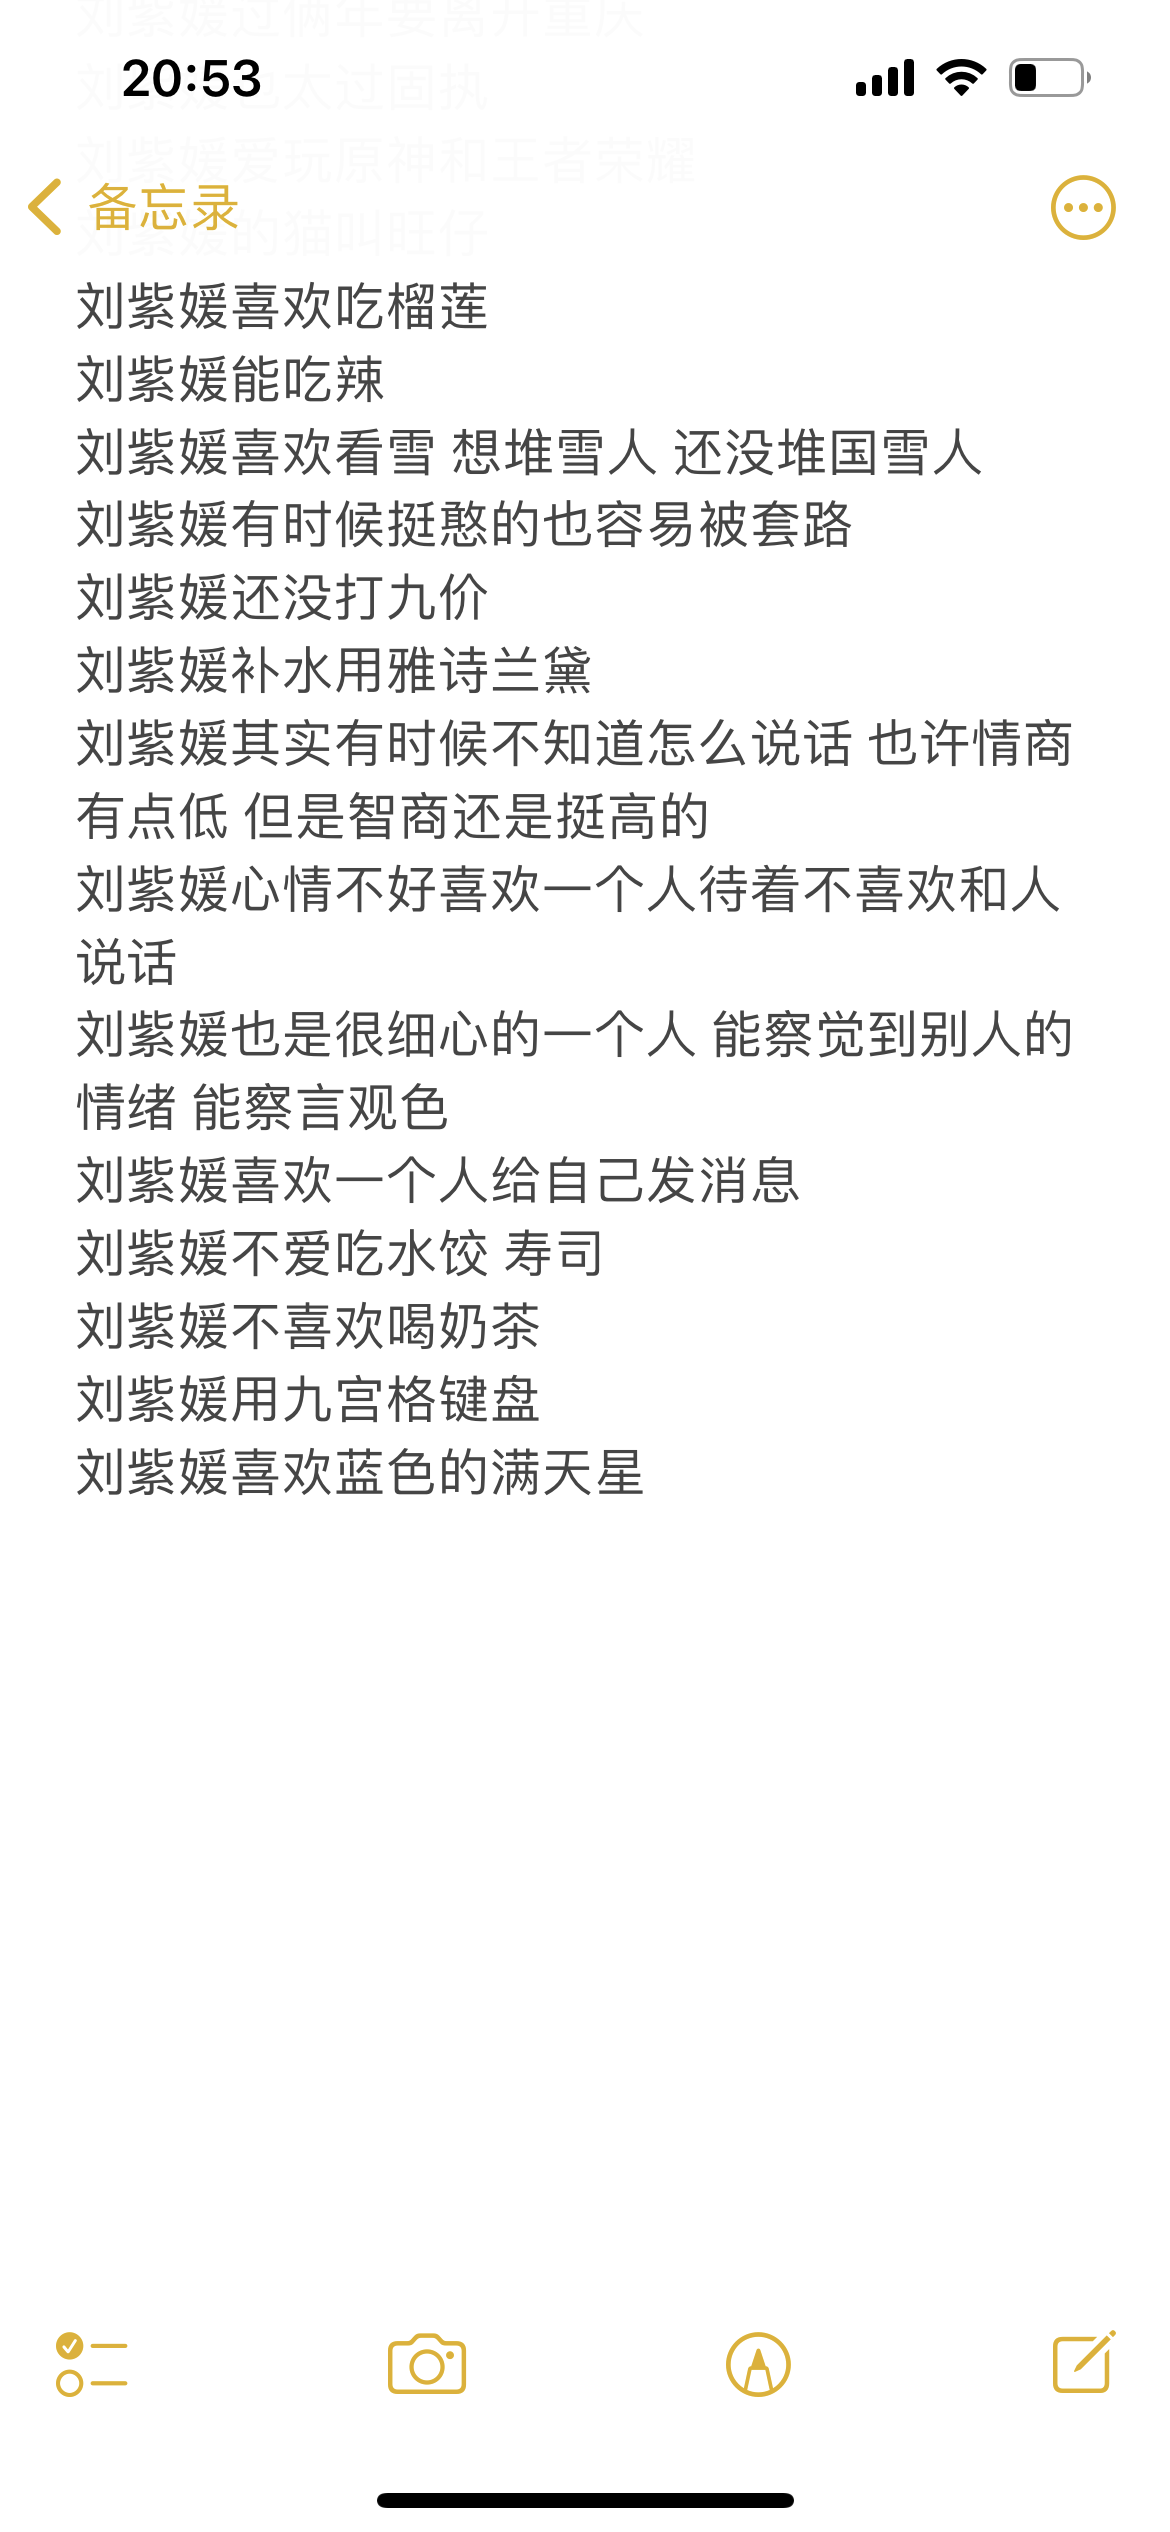 刘紫媛过俩年要离开重庆
20:53
太过固执
刘紫媛爱玩原神和王者荣耀
备忘录
刘紫媛的猫叫旺仔
刘紫媛喜欢吃榴莲
刘紫媛能吃辣
刘紫媛喜欢看雪 想堆雪人 还没堆国雪人
刘紫媛有时候挺憨的也容易被套路
刘紫媛还没打九价
刘紫媛补水用雅诗兰黛
刘紫媛其实有时候不知道怎么说话 也许情商
有点低 但是智商还是挺高的
刘紫媛心情不好喜欢一个人待着不喜欢和人
说话
刘紫媛也是很细心的一个人 能察觉到别人的
情绪 能察言观色
刘紫媛喜欢一个人给自己发消息
刘紫媛不爱吃水饺 寿司
刘紫媛不喜欢喝奶茶
刘紫媛用九宫格键盘
刘紫媛喜欢蓝色的满天星